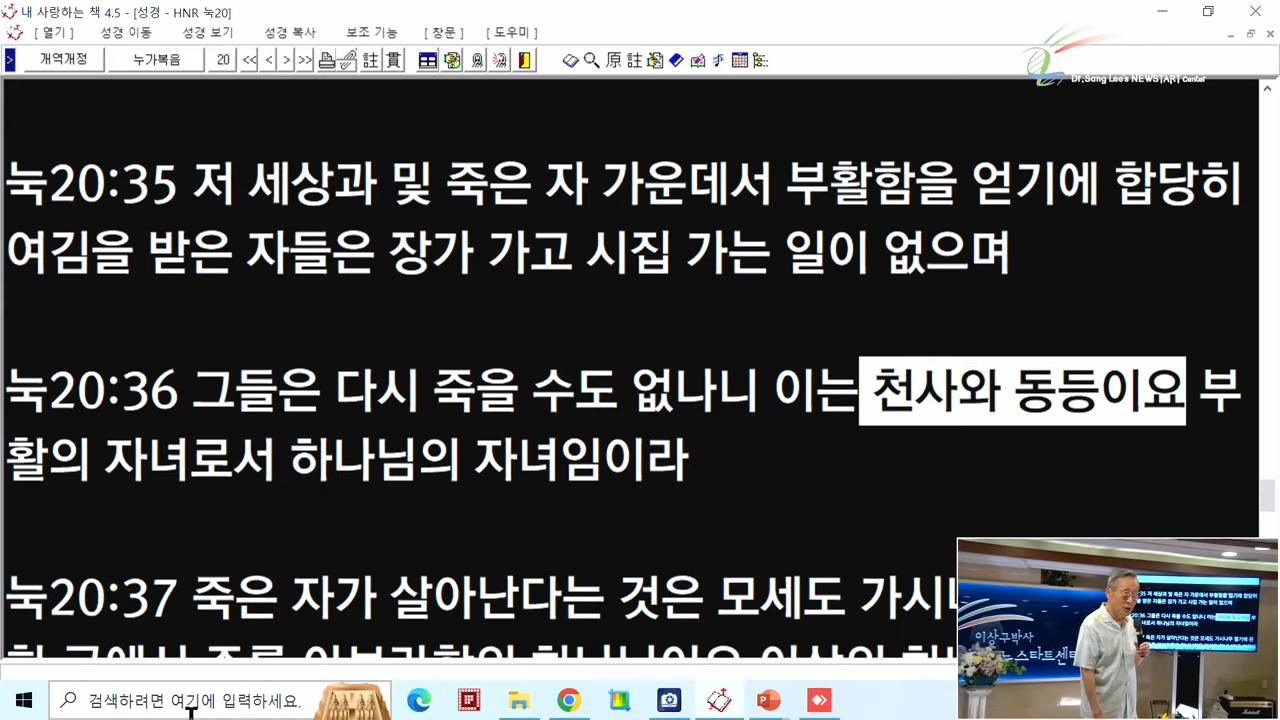 내 사랑하는 책 4.5 - [성경 - HNR 눅20]
[ 열기 ] 성경 이동 성경 보기 성경 복사 보조 기능 [ 창문 ] [ 도우미 ]
개역개정 누가복음 20 << < > >> 註 貫 原 註
Dr.Sang Lee's NEWSTART Center
눅20:35 저 세상과 및 죽은 자 가운데서 부활함을 얻기에 합당히
여김을 받은 자들은 장가 가고 시집 가는 일이 없으며
눅20:36 그들은 다시 죽을 수도 없나니 이는 천사와 동등이요 부
활의 자녀로서 하나님의 자녀임이라
눅20:37 죽은 자가 살아난다는 것은 모세도 가시
이상구박사
뉴스타트센터
검색하려면 여기에 입력하세요.